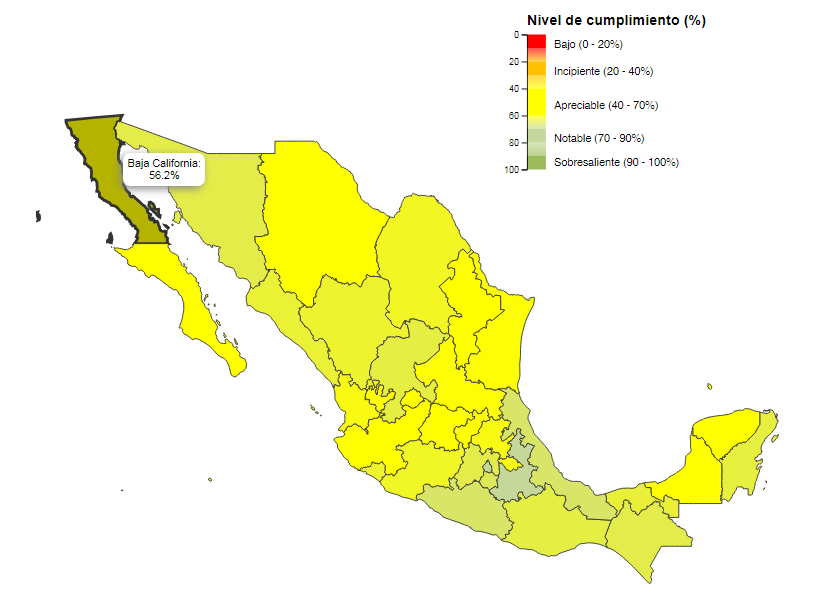 Nivel de cumplimiento (%)
0
Bajo (0 - 20%)
20
Incipiente (20 - 40%)
40
Apreciable (40 - 70%)
60
Notable (70 - 90%)
80
Sobresaliente (90 - 100%)
100
Baja California:
56.2%